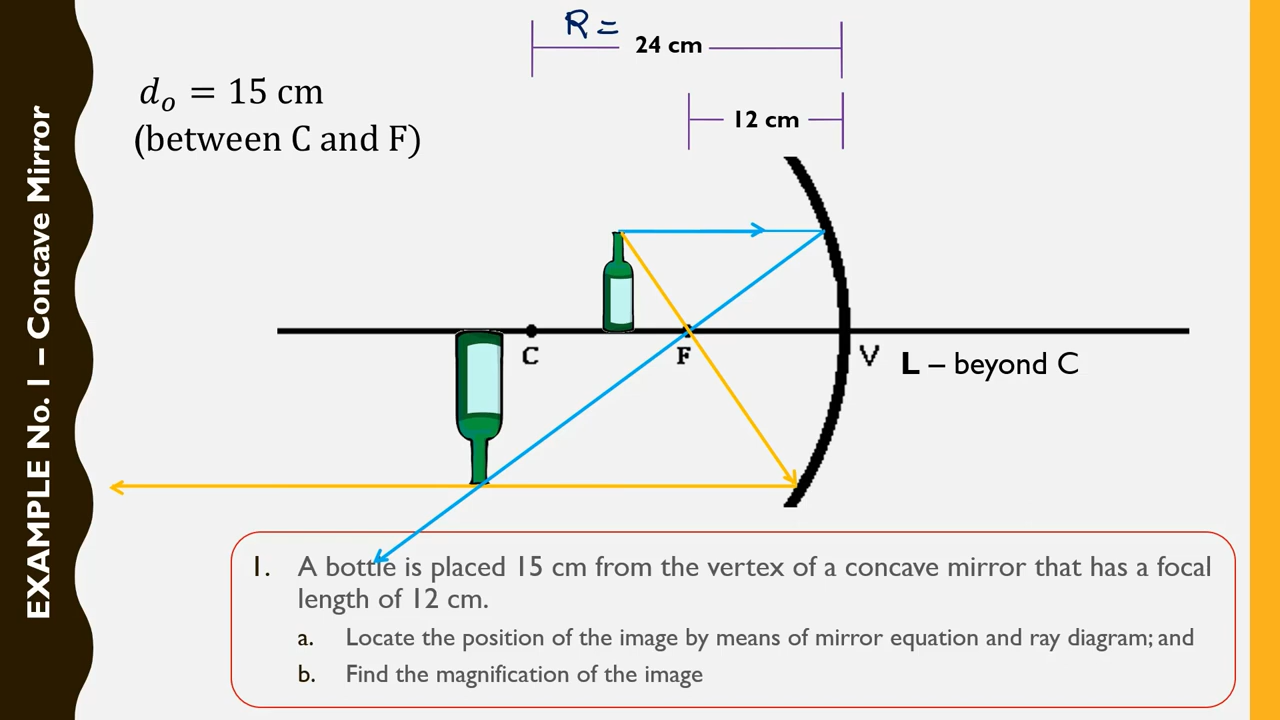 EXAMPLE No. 1 – Concave Mirror
R =
24 cm
dₒ = 15 cm
(between C and F)
12 cm
C
F
V
L – beyond C
1. A bottle is placed 15 cm from the vertex of a concave mirror that has a focal
length of 12 cm.
a. Locate the position of the image by means of mirror equation and ray diagram; and
b. Find the magnification of the image